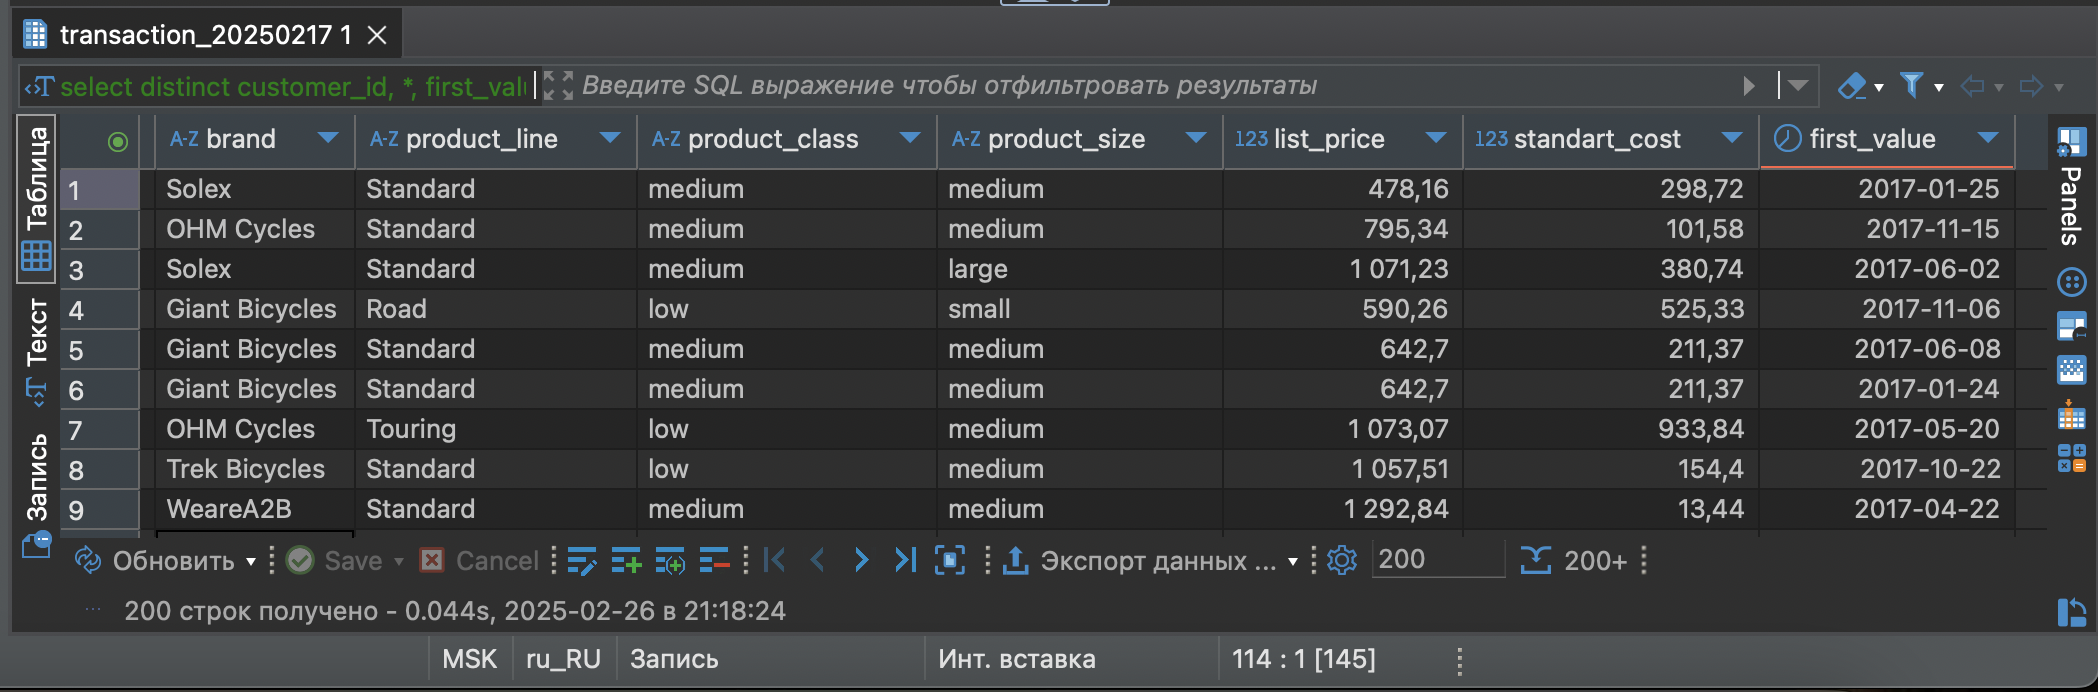 transaction_20250217 1
select distinct customer_id, *, first_valu
Введите SQL выражение чтобы отфильтровать результаты
Таблица
Текст
Запись
A-Z brand A-Z product_line A-Z product_class A-Z product_size 123 list_price 123 standart_cost first_value
1 Solex Standard medium medium 478,16 298,72 2017-01-25
2 OHM Cycles Standard medium medium 795,34 101,58 2017-11-15
3 Solex Standard medium large 1 071,23 380,74 2017-06-02
4 Giant Bicycles Road low small 590,26 525,33 2017-11-06
5 Giant Bicycles Standard medium medium 642,7 211,37 2017-06-08
6 Giant Bicycles Standard medium medium 642,7 211,37 2017-01-24
7 OHM Cycles Touring low medium 1 073,07 933,84 2017-05-20
8 Trek Bicycles Standard low medium 1 057,51 154,4 2017-10-22
9 WeareA2B Standard medium medium 1 292,84 13,44 2017-04-22
Panels
Обновить Save Cancel Экспорт данных ... 200 200+
200 строк получено - 0.044s, 2025-02-26 в 21:18:24
MSK ru_RU Запись Инт. вставка 114 : 1 [145]